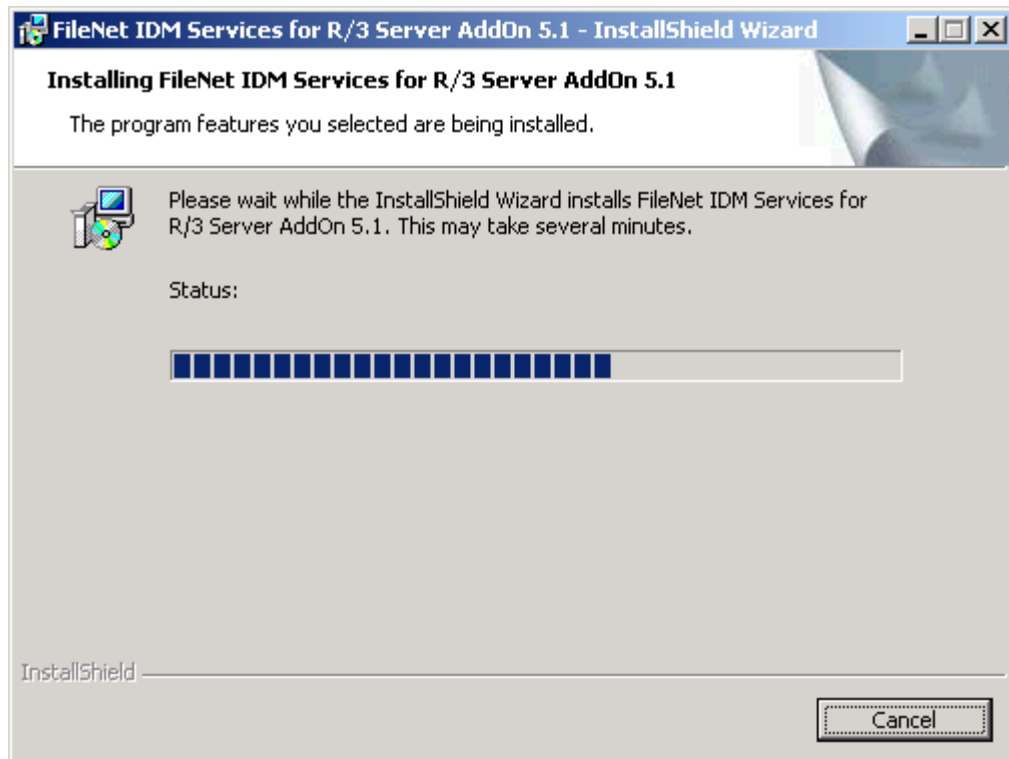 FileNet IDM Services for R/3 Server AddOn 5.1 - InstallShield Wizard
Installing FileNet IDM Services for R/3 Server AddOn 5.1
The program features you selected are being installed.
Please wait while the InstallShield Wizard installs FileNet IDM Services for
R/3 Server AddOn 5.1. This may take several minutes.
Status:
InstallShield
Cancel